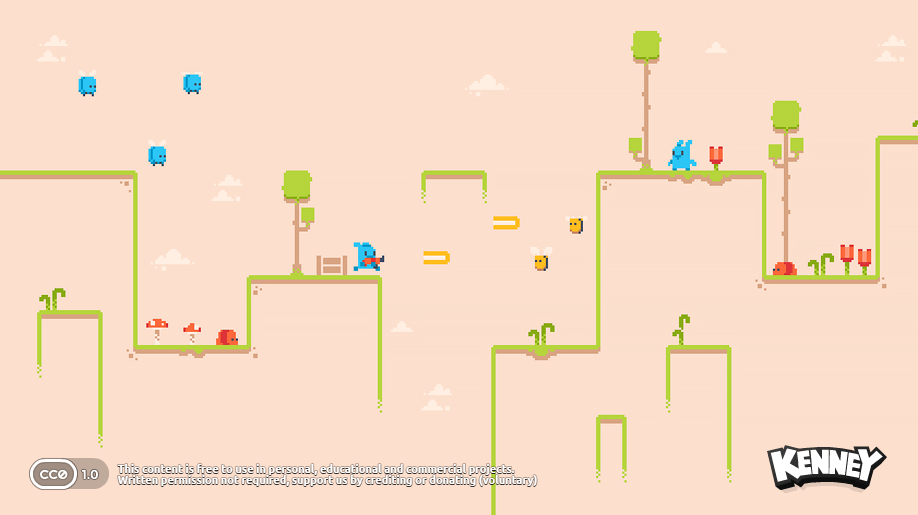 CC0 1.0
This content is free to use in personal, educational and commercial projects.
Written permission not required, support us by crediting or donating (voluntary)
KENNEY